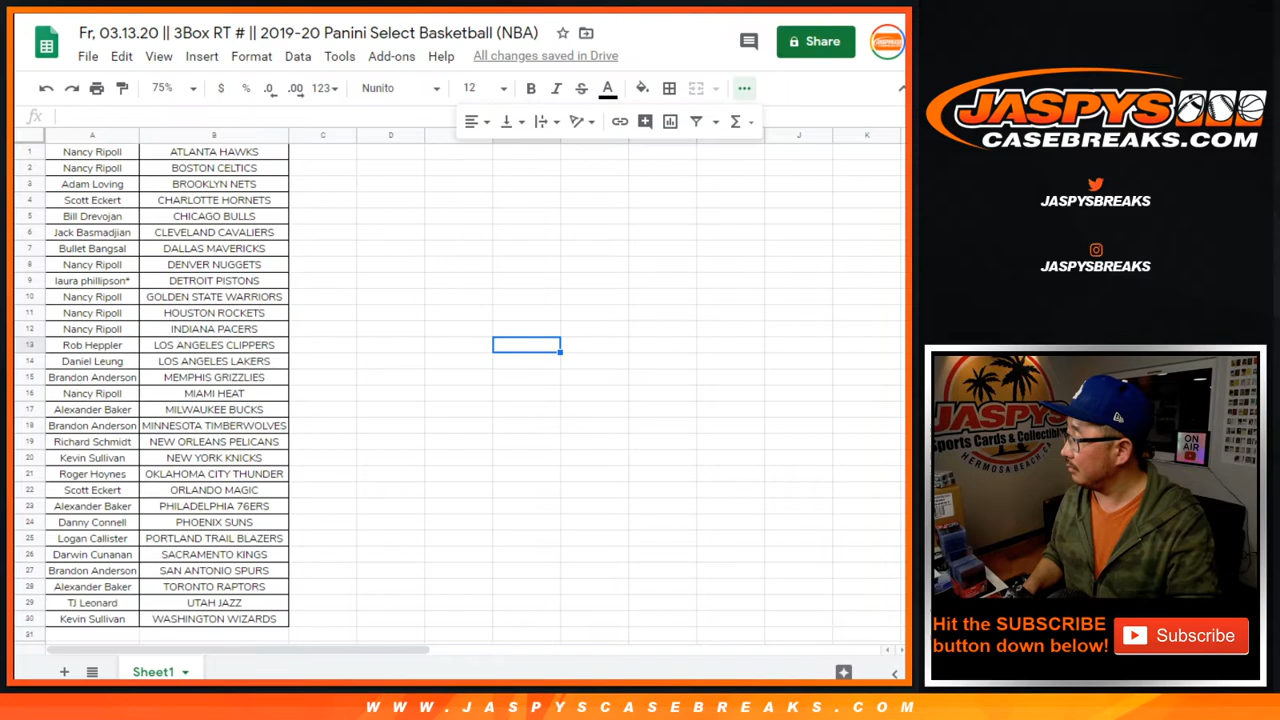 Fr, 03.13.20 || 3Box RT # || 2019-20 Panini Select Basketball (NBA)
File Edit View Insert Format Data Tools Add-ons Help All changes saved in Drive
Share
75% $ % .0 .00 123 Nunito 12 B I S A
fx
A B C D J K
1 Nancy Ripoll ATLANTA HAWKS
2 Nancy Ripoll BOSTON CELTICS
3 Adam Loving BROOKLYN NETS
4 Scott Eckert CHARLOTTE HORNETS
5 Bill Drevojan CHICAGO BULLS
6 Jack Basmadjian CLEVELAND CAVALIERS
7 Bullet Bangsal DALLAS MAVERICKS
8 Nancy Ripoll DENVER NUGGETS
9 laura phillipson* DETROIT PISTONS
10 Nancy Ripoll GOLDEN STATE WARRIORS
11 Nancy Ripoll HOUSTON ROCKETS
12 Nancy Ripoll INDIANA PACERS
13 Rob Heppler LOS ANGELES CLIPPERS
14 Daniel Leung LOS ANGELES LAKERS
15 Brandon Anderson MEMPHIS GRIZZLIES
16 Nancy Ripoll MIAMI HEAT
17 Alexander Baker MILWAUKEE BUCKS
18 Brandon Anderson MINNESOTA TIMBERWOLVES
19 Richard Schmidt NEW ORLEANS PELICANS
20 Kevin Sullivan NEW YORK KNICKS
21 Roger Hoynes OKLAHOMA CITY THUNDER
22 Scott Eckert ORLANDO MAGIC
23 Alexander Baker PHILADELPHIA 76ERS
24 Danny Connell PHOENIX SUNS
25 Logan Callister PORTLAND TRAIL BLAZERS
26 Darwin Cunanan SACRAMENTO KINGS
27 Brandon Anderson SAN ANTONIO SPURS
28 Alexander Baker TORONTO RAPTORS
29 TJ Leonard UTAH JAZZ
30 Kevin Sullivan WASHINGTON WIZARDS
31
Sheet1
JASPYS
CASEBREAKS.COM
JASPYSBREAKS
JASPYSBREAKS
JASPYS
Sports Cards & Collectibles
HERMOSA BEACH, CA
ON AIR
Hit the SUBSCRIBE
button down below!
Subscribe
WWW.JASPYSCASEBREAKS.COM